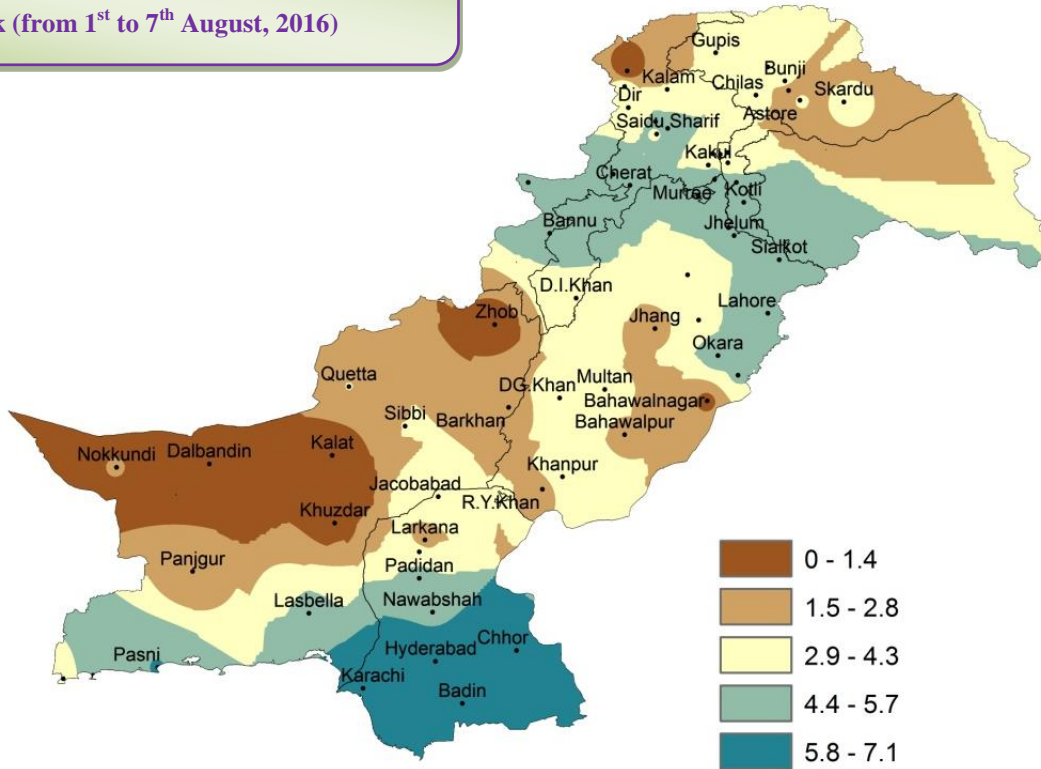 k (from 1st to 7th August, 2016)
Gupis
Bunji
Kalam
Chilas
Skardu
Dir
Astore
Saidu Sharif
Kakul
Cherat
Murree
Kotli
Bannu
Jhelum
Sialkot
D.I.Khan
Lahore
Zhob
Jhang
Okara
Quetta
DG.Khan
Multan
Bahawalnagar
Sibbi
Barkhan
Bahawalpur
Nokkundi
Dalbandin
Kalat
Khanpur
Jacobabad
R.Y.Khan
Khuzdar
Larkana
Panjgur
Padidan
Lasbella
Nawabshah
Pasni
Hyderabad
Chhor
Karachi
Badin
0 - 1.4
1.5 - 2.8
2.9 - 4.3
4.4 - 5.7
5.8 - 7.1